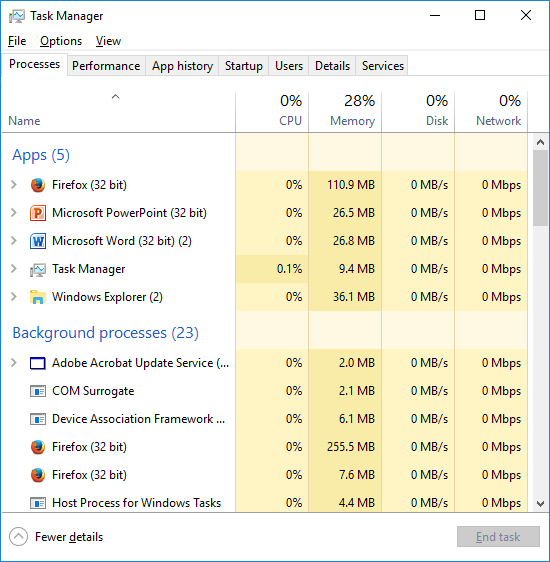 Task Manager
File Options View
Processes Performance App history Startup Users Details Services
0% 28% 0% 0%
Name CPU Memory Disk Network
Apps (5)
Firefox (32 bit) 0% 110.9 MB 0 MB/s 0 Mbps
Microsoft PowerPoint (32 bit) 0% 26.5 MB 0 MB/s 0 Mbps
Microsoft Word (32 bit) (2) 0% 26.8 MB 0 MB/s 0 Mbps
Task Manager 0.1% 9.4 MB 0 MB/s 0 Mbps
Windows Explorer (2) 0% 36.1 MB 0 MB/s 0 Mbps
Background processes (23)
Adobe Acrobat Update Service (... 0% 2.0 MB 0 MB/s 0 Mbps
COM Surrogate 0% 2.1 MB 0 MB/s 0 Mbps
Device Association Framework ... 0% 6.1 MB 0 MB/s 0 Mbps
Firefox (32 bit) 0% 255.5 MB 0 MB/s 0 Mbps
Firefox (32 bit) 0% 7.6 MB 0 MB/s 0 Mbps
Host Process for Windows Tasks 0% 4.4 MB 0 MB/s 0 Mbps
Fewer details End task